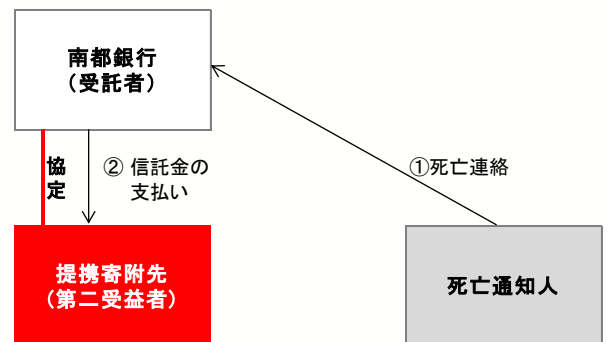 南都銀行
（受託者）
協
定
② 信託金の
支払い
①死亡連絡
提携寄附先
（第二受益者）
死亡通知人